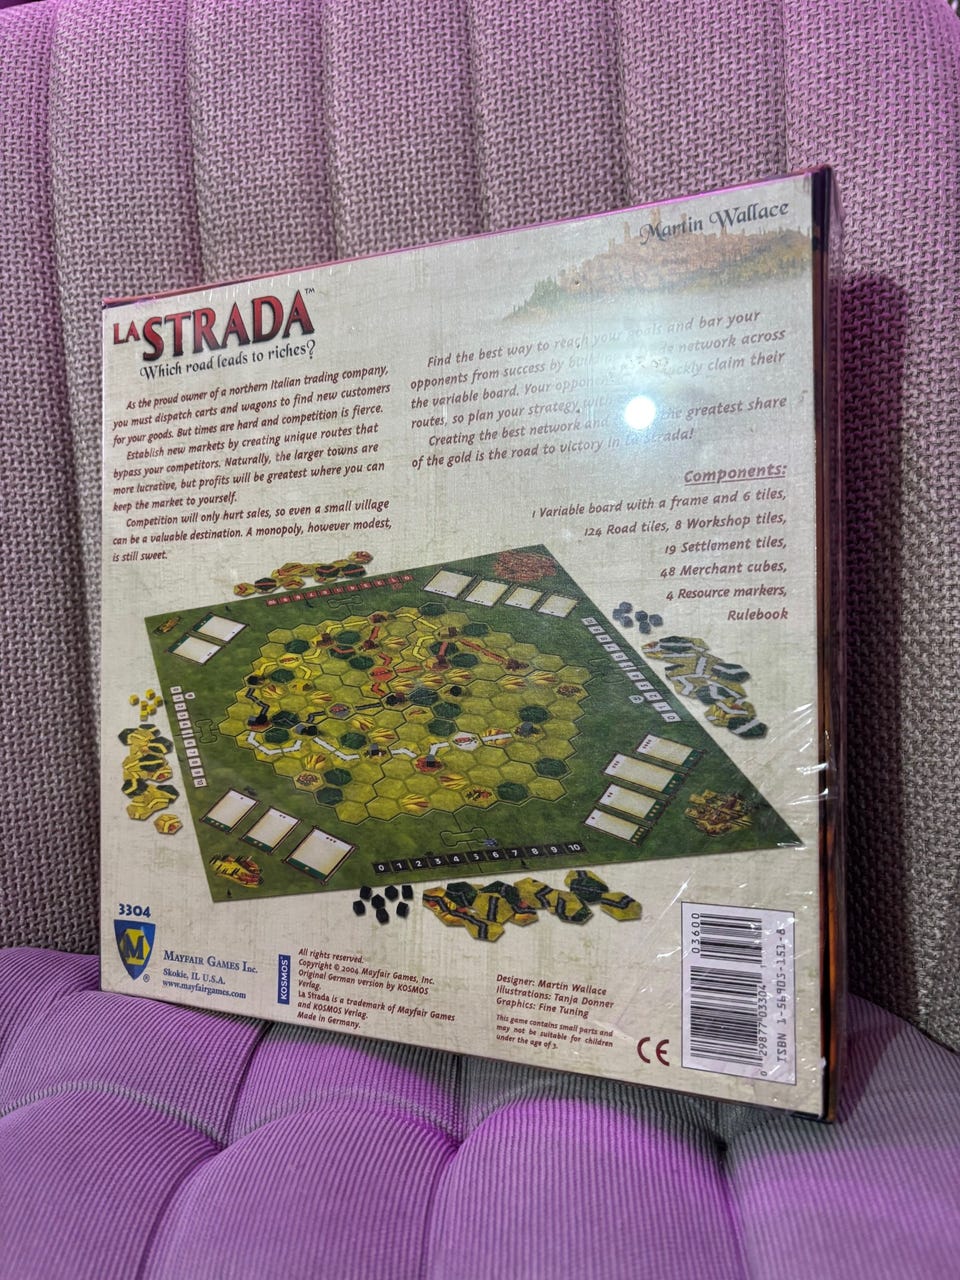 Martin Wallace
LA STRADA™
Which road leads to riches?
As the proud owner of a northern Italian trading company,
you must dispatch carts and wagons to find new customers
for your goods. But times are hard and competition is fierce.
Establish new markets by creating unique routes that
bypass your competitors. Naturally, the larger towns are
more lucrative, but profits will be greatest where you can
keep the market to yourself.
Competition will only hurt sales, so even a small village
can be a valuable destination. A monopoly, however modest,
is still sweet.
Find the best way to reach your goals and bar your
opponents from success by network across
the variable board. Your quickly claim their
routes, so plan your strategy with the greatest share
Creating the best network and
of the gold is the road to victory in La Strada!
Components:
1 Variable board with a frame and 6 tiles,
124 Road tiles, 8 Workshop tiles,
19 Settlement tiles,
48 Merchant cubes,
4 Resource markers,
Rulebook
0 1 2 3 4 5 6 7 8 9 10
3304
M
®
MAYFAIR GAMES INC.
Skokie, IL U.S.A.
www.mayfairgames.com
KOSMOS
All rights reserved.
Copyright © 2004 Mayfair Games, Inc.
Original German version by KOSMOS
Verlag.
La Strada is a trademark of Mayfair Games
and KOSMOS Verlag.
Made in Germany.
Designer: Martin Wallace
Illustrations: Tanja Donner
Graphics: Fine Tuning
This game contains small parts and
may not be suitable for children
under the age of 3.
CE
03600
0 29877 03304
ISBN 1-56905-151-8